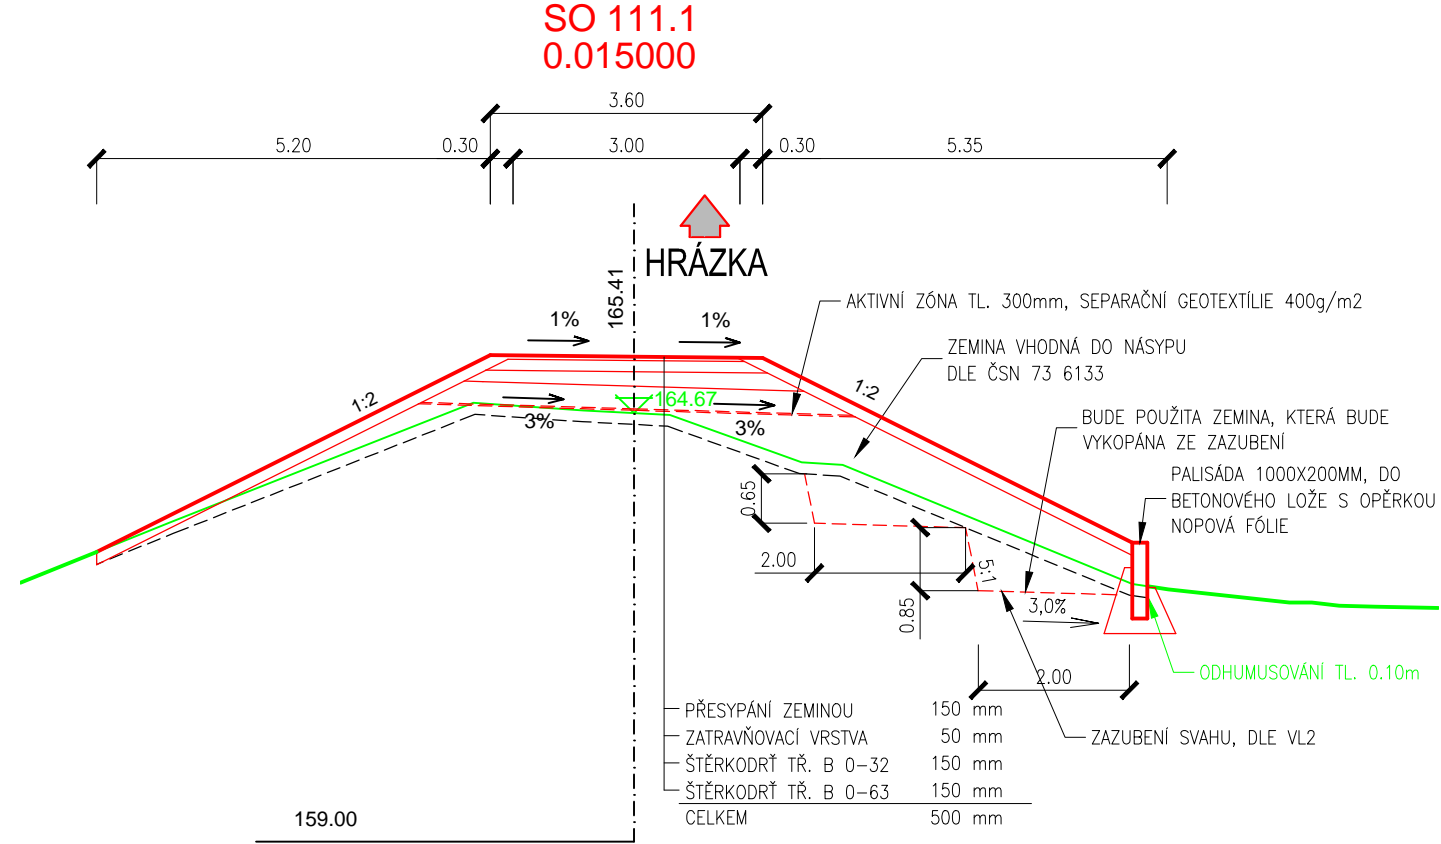 SO 111.1
0.015000
3.60
5.20
0.30
3.00
0.30
5.35
HRÁZKA
165.41
AKTIVNÍ ZÓNA TL. 300mm, SEPARAČNÍ GEOTEXTÍLIE 400g/m2
1%
1%
ZEMINA VHODNÁ DO NÁSYPU
DLE ČSN 73 6133
1:2
1:2
164.67
3%
3%
BUDE POUŽITA ZEMINA, KTERÁ BUDE
VYKOPÁNA ZE ZAZUBENÍ
PALISÁDA 1000X200MM, DO
BETONOVÉHO LOŽE S OPĚRKOU
NOPOVÁ FÓLIE
0.65
2.00
5:1
0.85
3,0%
ODHUMUSOVÁNÍ TL. 0.10m
2.00
PŘESYPÁNÍ ZEMINOU 150 mm
ZATRAVŇOVACÍ VRSTVA 50 mm
ZAZUBENÍ SVAHU, DLE VL2
ŠTĚRKODRŤ TŘ. B 0-32 150 mm
ŠTĚRKODRŤ TŘ. B 0-63 150 mm
CELKEM 500 mm
159.00